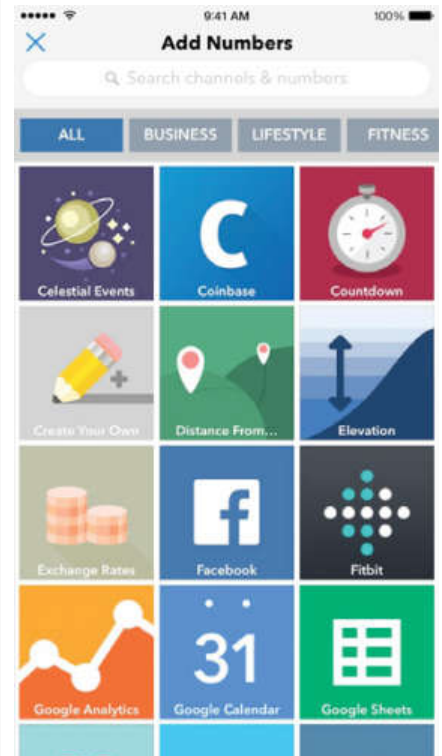 9:41 AM 100%
Add Numbers
Search channels & numbers
ALL BUSINESS LIFESTYLE FITNESS
Celestial Events C Coinbase Countdown
Create Your Own Distance From... Elevation
Exchange Rates f Facebook Fitbit
Google Analytics 31 Google Calendar Google Sheets